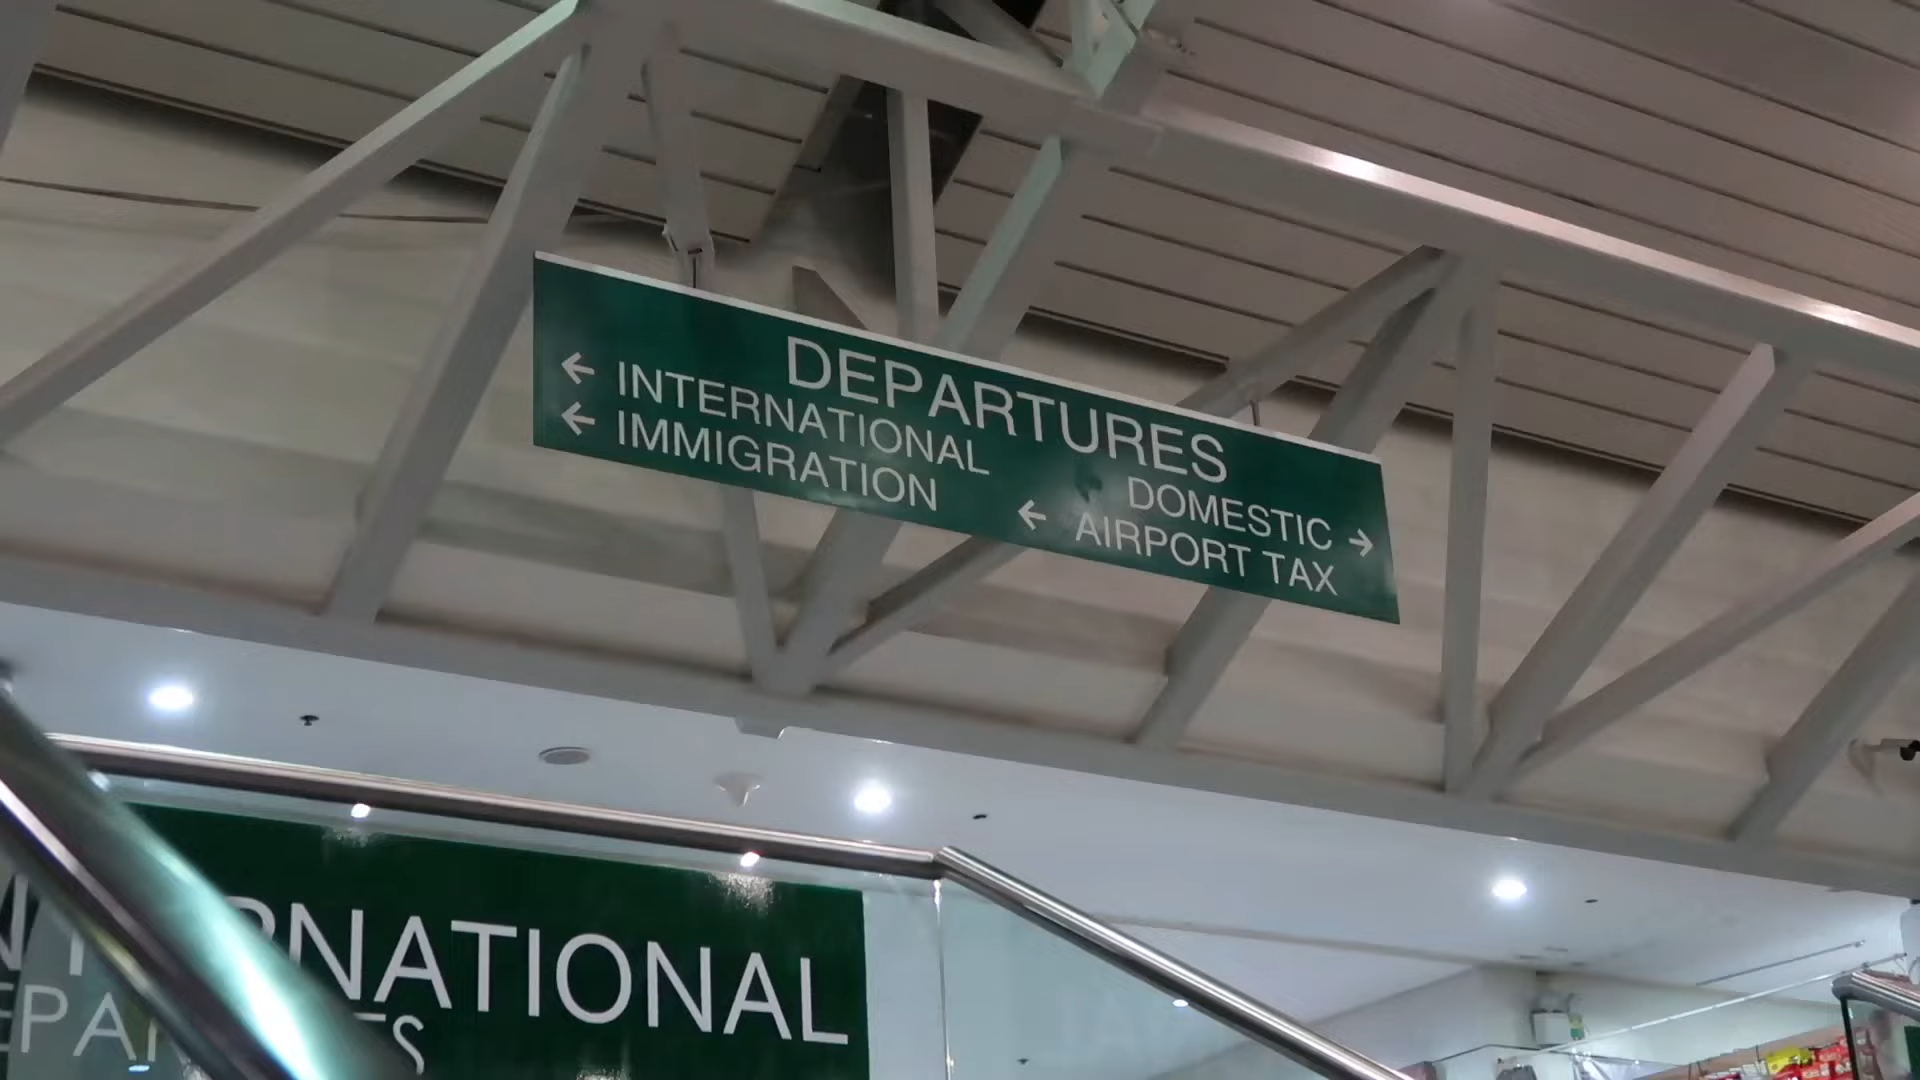 DEPARTURES
← INTERNATIONAL
← IMMIGRATION
DOMESTIC →
← AIRPORT TAX
NATIONAL